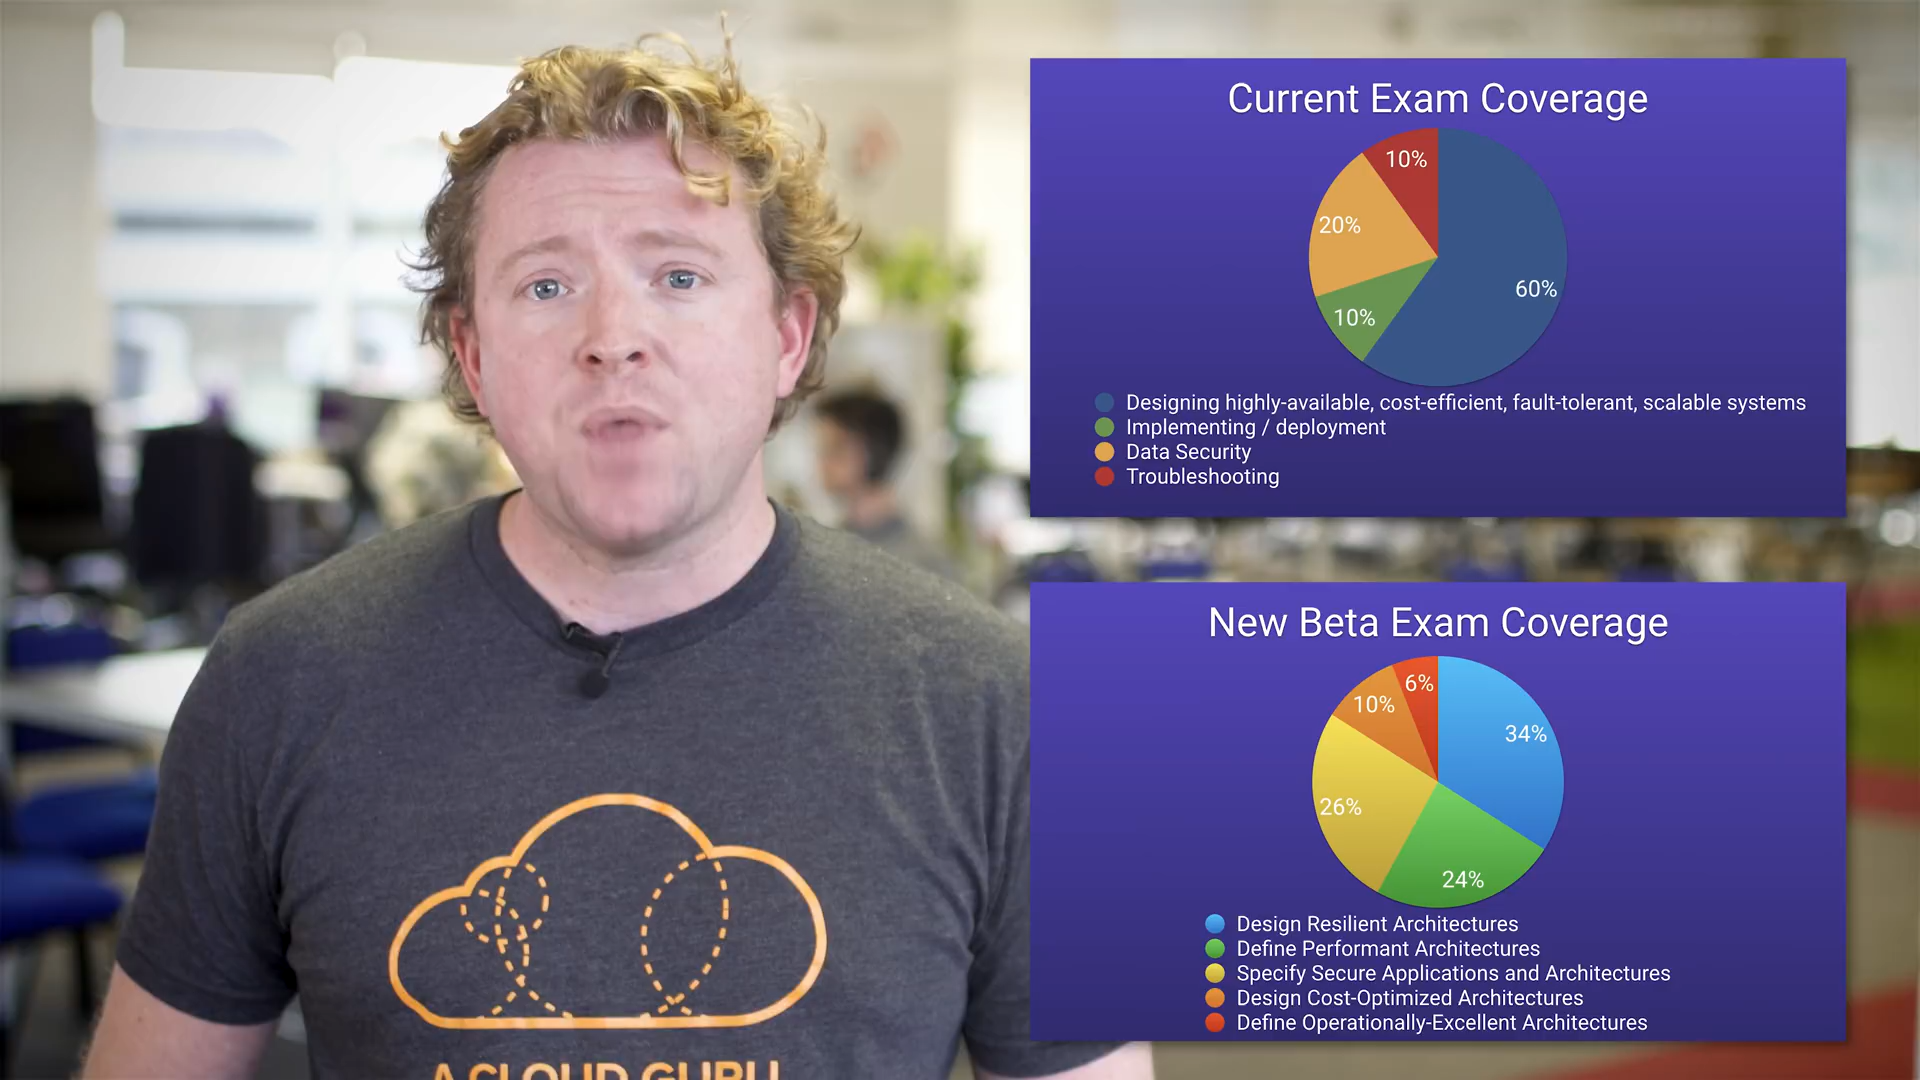 Current Exam Coverage
10%
20%
60%
10%
Designing highly-available, cost-efficient, fault-tolerant, scalable systems
Implementing / deployment
Data Security
Troubleshooting
New Beta Exam Coverage
6%
10%
34%
26%
24%
Design Resilient Architectures
Define Performant Architectures
Specify Secure Applications and Architectures
Design Cost-Optimized Architectures
Define Operationally-Excellent Architectures
A CLOUD GURU